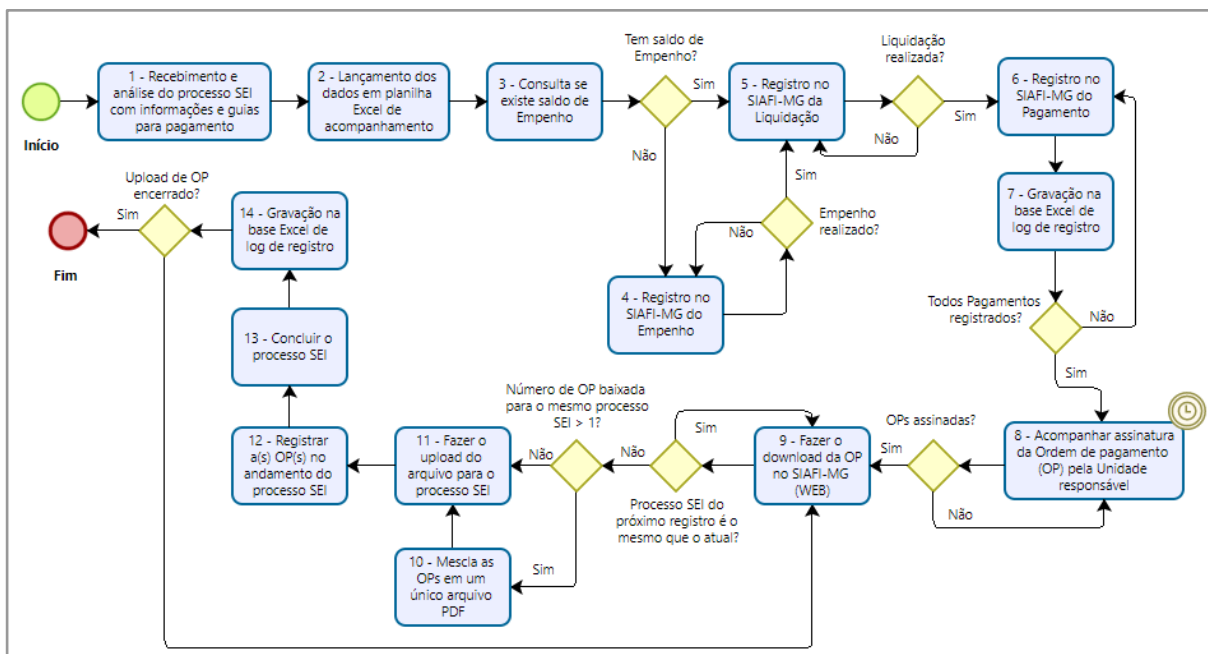 Início
1 - Recebimento e
análise do processo SEI
com informações e guias
para pagamento
2 - Lançamento dos
dados em planilha
Excel de
acompanhamento
3 - Consulta se
existe saldo de
Empenho
Tem saldo de
Empenho?
Sim
Não
5 - Registro no
SIAFI-MG da
Liquidação
Liquidação
realizada?
Sim
Não
6 - Registro no
SIAFI-MG do
Pagamento
Sim
Empenho
realizado?
Não
4 - Registro no
SIAFI-MG do
Empenho
7 - Gravação na
base Excel de
log de registro
Todos Pagamentos
registrados?
Não
Sim
8 - Acompanhar assinatura
da Ordem de pagamento
(OP) pela Unidade
responsável
OPs assinadas?
Sim
Não
9 - Fazer o
download da OP
no SIAFI-MG
(WEB)
Sim
Não
Processo SEI do
próximo registro é o
mesmo que o atual?
Número de OP baixada
para o mesmo processo
SEI > 1?
Não
Sim
10 - Mescla as
OPs em um
único arquivo
PDF
11 - Fazer o
upload do
arquivo para o
processo SEI
12 - Registrar
a(s) OP(s) no
andamento do
processo SEI
13 - Concluir o
processo SEI
14 - Gravação na
base Excel de
log de registro
Upload de OP
encerrado?
Sim
Fim